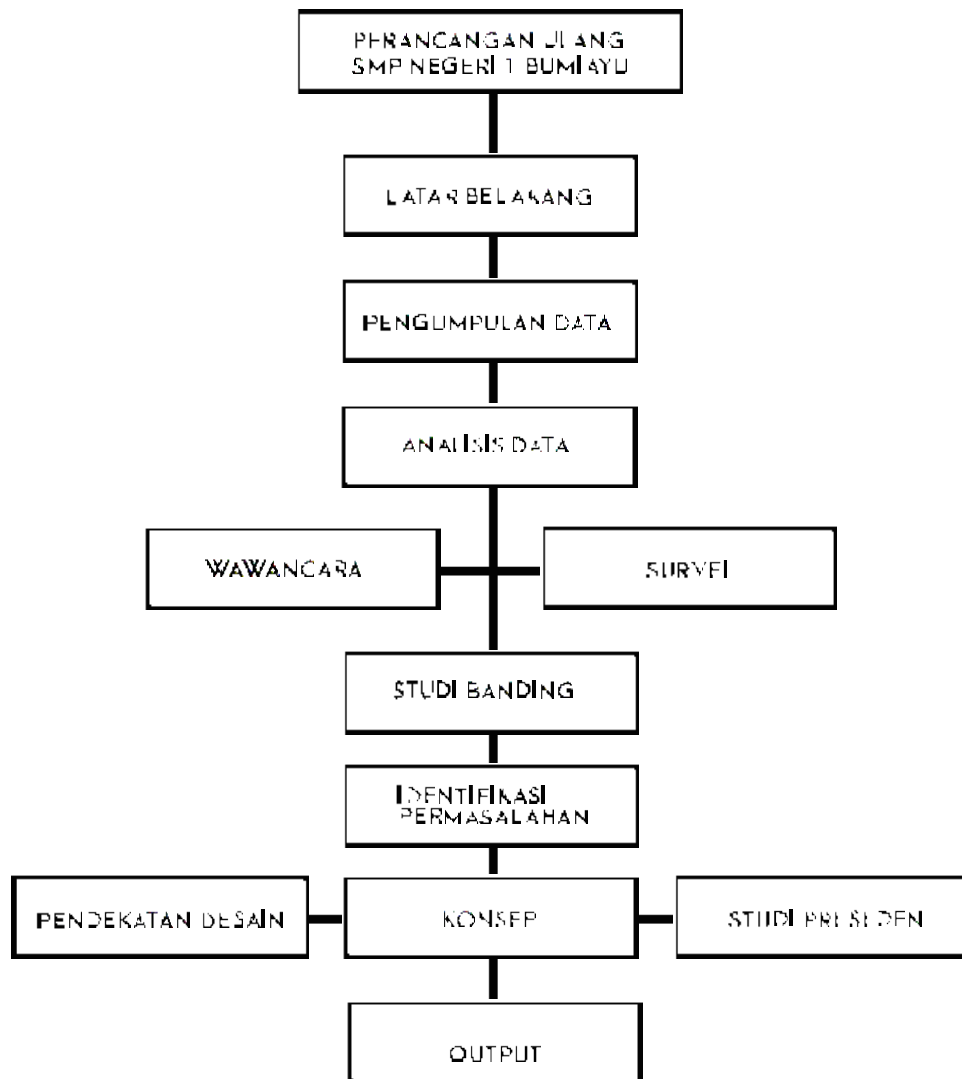 PERANCANGAN ULANG
SMP NEGERI 1 BUMIAYU
LATAR BELAKANG
PENGUMPULAN DATA
ANALISIS DATA
WAWANCARA
SURVEI
STUDI BANDING
IDENTIFIKASI
PERMASALAHAN
PENDEKATAN DESAIN
KONSEP
STUDI PRESEDEN
OUTPUT